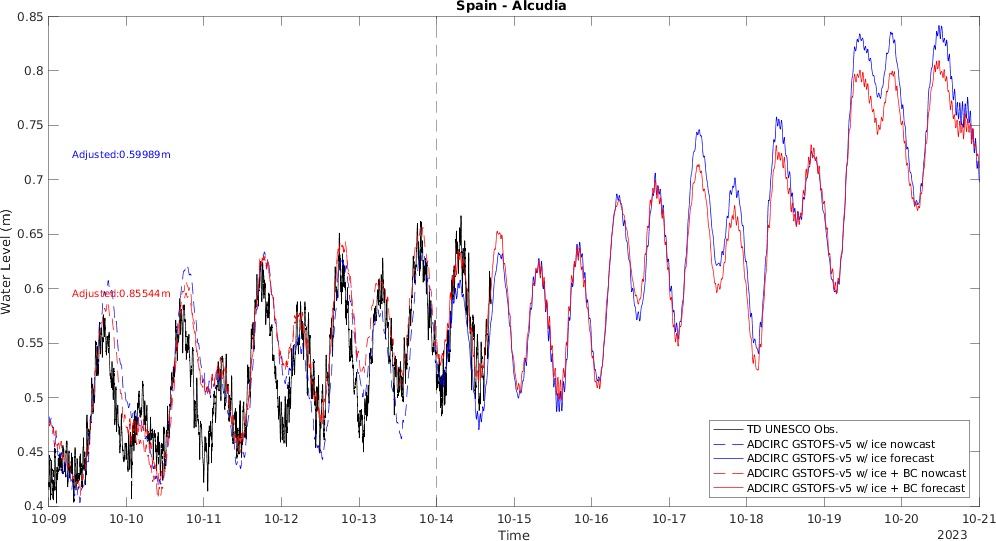 Spain - Alcudia
0.85
0.8
0.75
0.7
0.65
0.6
0.55
0.5
0.45
0.4
Water Level (m)
Adjusted:0.59989m
Adjusted:0.85544m
TD UNESCO Obs.
ADCIRC GSTOFS-v5 w/ ice nowcast
ADCIRC GSTOFS-v5 w/ ice forecast
ADCIRC GSTOFS-v5 w/ ice + BC nowcast
ADCIRC GSTOFS-v5 w/ ice + BC forecast
10-09 10-10 10-11 10-12 10-13 10-14 10-15 10-16 10-17 10-18 10-19 10-20 10-21
Time
2023